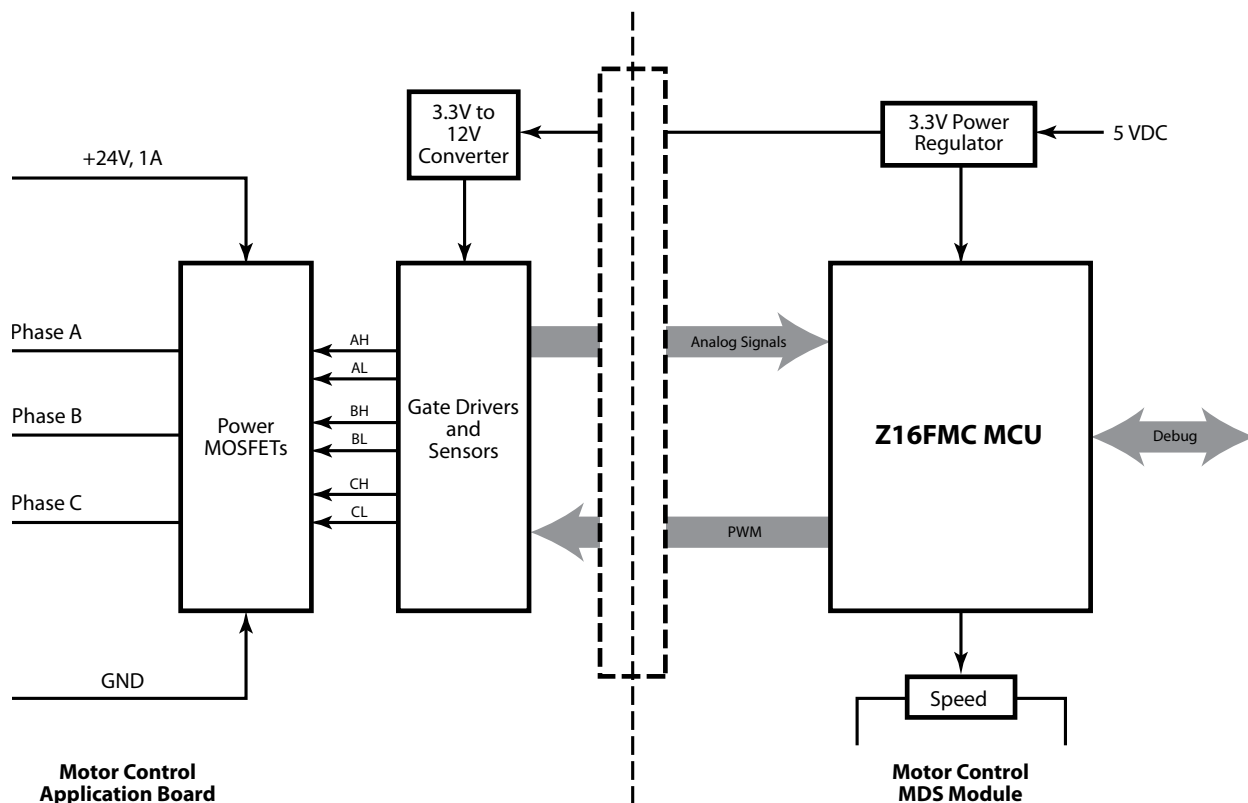 3.3V to
12V
Converter
3.3V Power
Regulator
5 VDC
+24V, 1A
Phase A
Phase B
Phase C
Power
MOSFETs
AH
AL
BH
BL
CH
CL
Gate Drivers
and
Sensors
Analog Signals
Z16FMC MCU
Debug
PWM
GND
Speed
Motor Control
Application Board
Motor Control
MDS Module